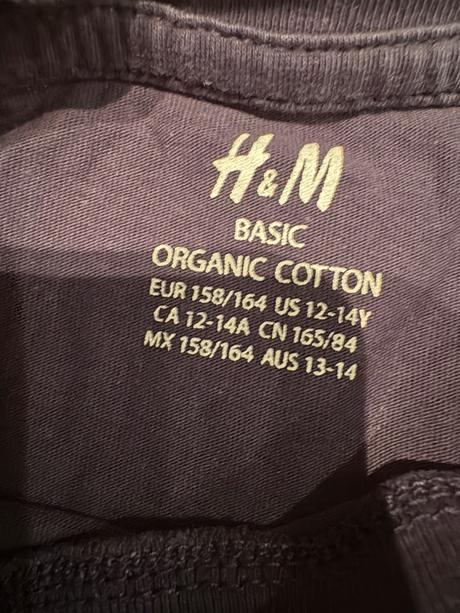 H&M
BASIC
ORGANIC COTTON
EUR 158/164 US 12-14Y
CA 12-14A CN 165/84
MX 158/164 AUS 13-14